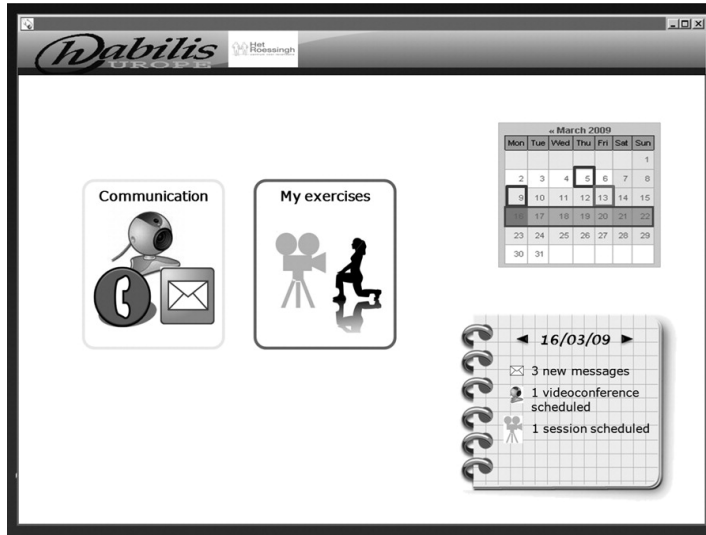 Habilis
EUROPE
Het
Roessingh
Communication
My exercises
« March 2009
Mon Tue Wed Thu Fri Sat Sun
1
2 3 4 5 6 7 8
9 10 11 12 13 14 15
16 17 18 19 20 21 22
23 24 25 26 27 28 29
30 31
16/03/09
3 new messages
1 videoconference
scheduled
1 session scheduled